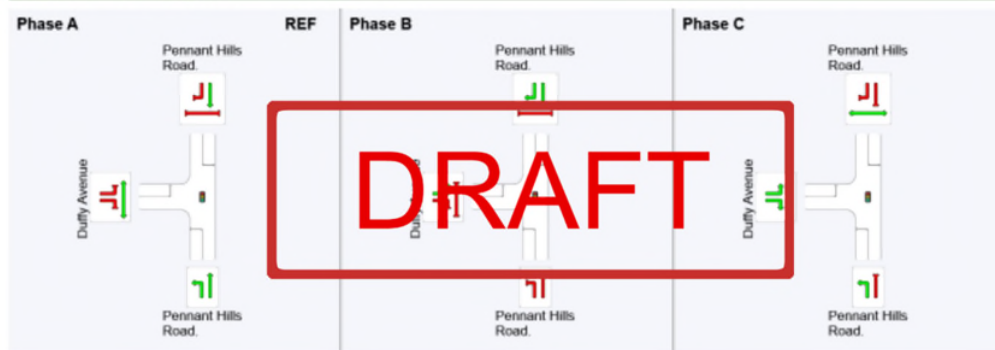 Phase A
REF
Phase B
Phase C
Pennant Hills
Road.
Pennant Hills
Road.
Pennant Hills
Road.
Duffy Avenue
DRAFT
Duffy Avenue
Pennant Hills
Road.
Pennant Hills
Road.
Pennant Hills
Road.